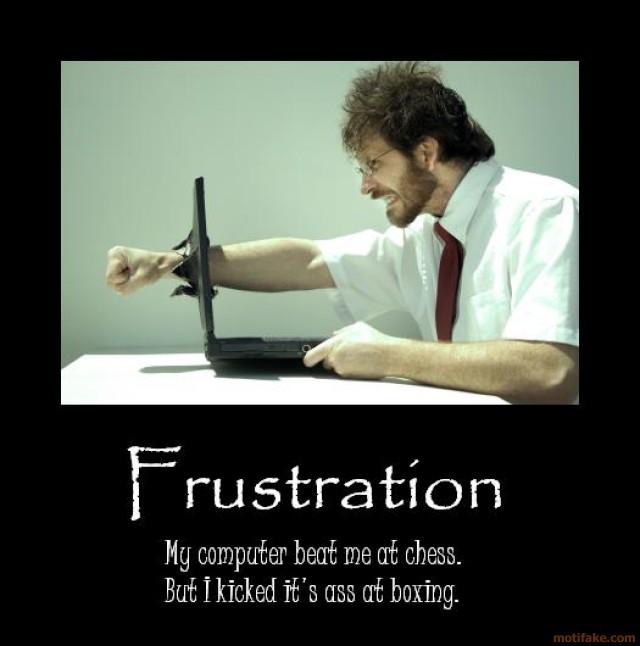 Frustration
My computer beat me at chess.
But I kicked it's ass at boxing.
motifake.com